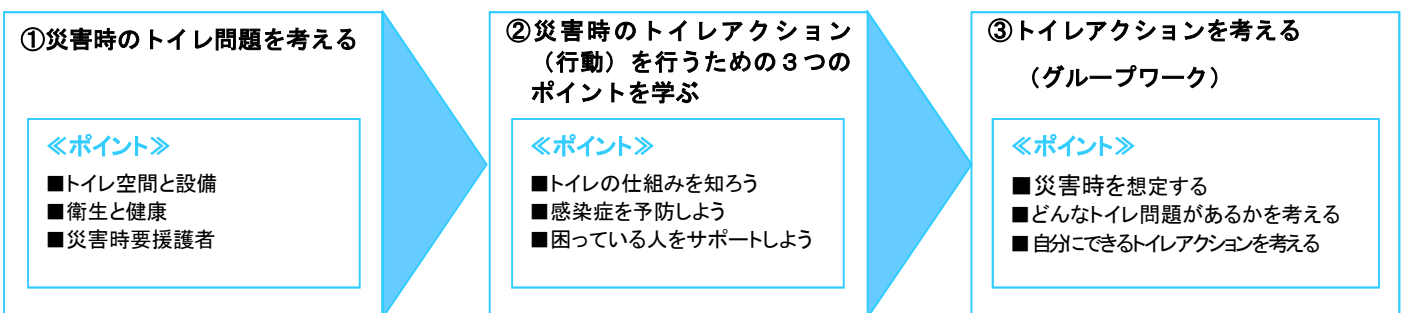 ①災害時のトイレ問題を考える
≪ポイント≫
■トイレ空間と設備
■衛生と健康
■災害時要援護者
②災害時のトイレアクション
（行動）を行うための３つの
ポイントを学ぶ
≪ポイント≫
■トイレの仕組みを知ろう
■感染症を予防しよう
■困っている人をサポートしよう
③トイレアクションを考える
（グループワーク）
≪ポイント≫
■災害時を想定する
■どんなトイレ問題があるかを考える
■自分にできるトイレアクションを考える